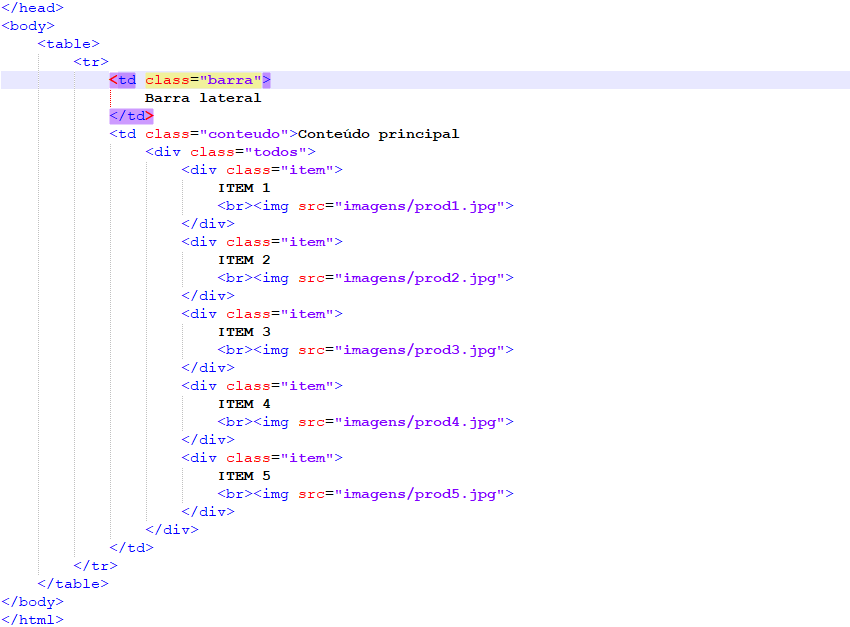 </head>
<body>
<table>
<tr>
<td class="barra">
Barra lateral
</td>
<td class="conteudo">Conteúdo principal
<div class="todos">
<div class="item">
ITEM 1
<br><img src="imagens/prod1.jpg">
</div>
<div class="item">
ITEM 2
<br><img src="imagens/prod2.jpg">
</div>
<div class="item">
ITEM 3
<br><img src="imagens/prod3.jpg">
</div>
<div class="item">
ITEM 4
<br><img src="imagens/prod4.jpg">
</div>
<div class="item">
ITEM 5
<br><img src="imagens/prod5.jpg">
</div>
</div>
</td>
</tr>
</table>
</body>
</html>